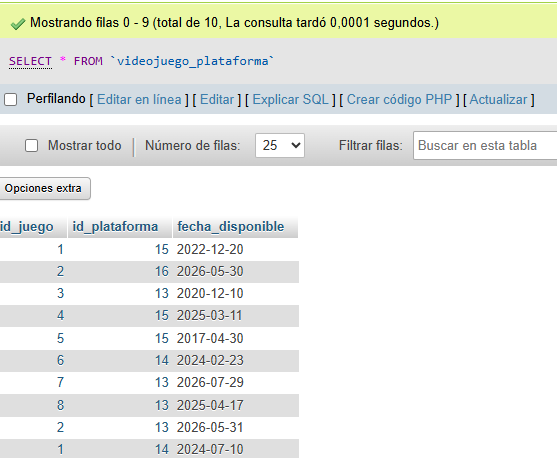 Mostrando filas 0 - 9 (total de 10, La consulta tardó 0,0001 segundos.)
SELECT * FROM `videojuego_plataforma`
Perfilando [ Editar en línea ] [ Editar ] [ Explicar SQL ] [ Crear código PHP ] [ Actualizar ]
Mostrar todo | Número de filas: 25 Filtrar filas: Buscar en esta tabla
Opciones extra
id_juego id_plataforma fecha_disponible
1 15 2022-12-20
2 16 2026-05-30
3 13 2020-12-10
4 15 2025-03-11
5 15 2017-04-30
6 14 2024-02-23
7 13 2026-07-29
8 13 2025-04-17
2 13 2026-05-31
1 14 2024-07-10